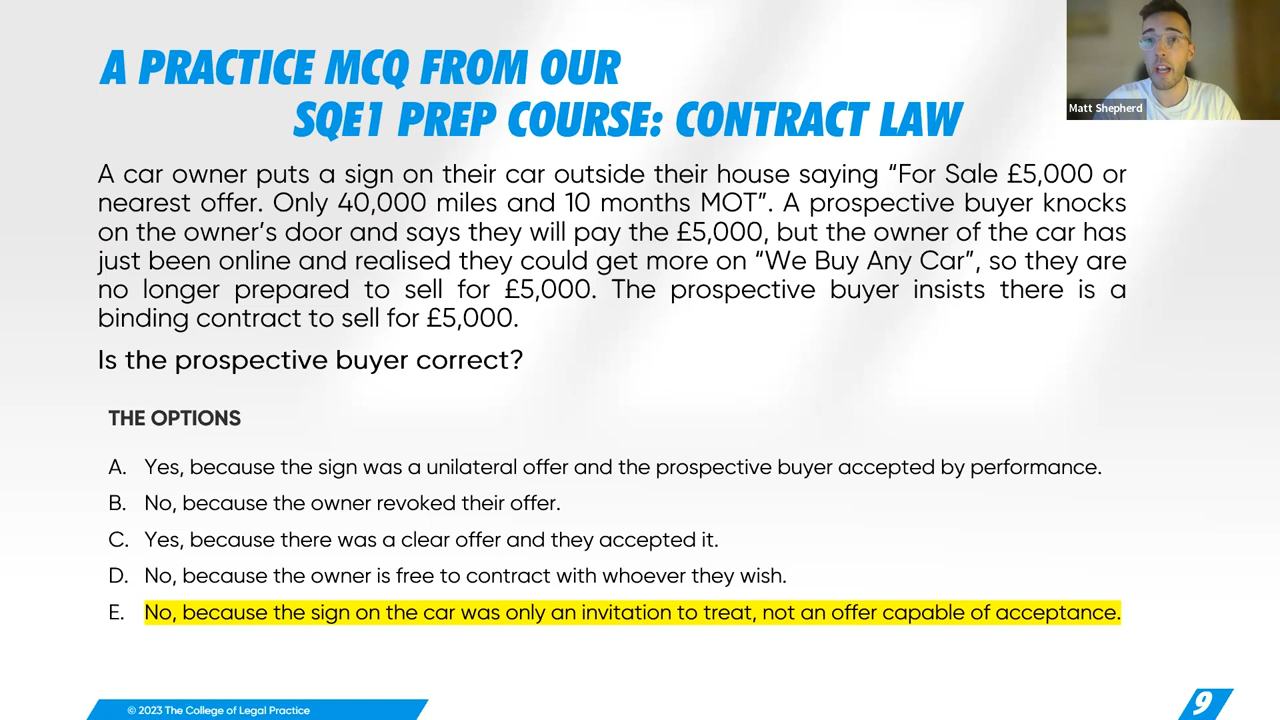 A PRACTICE MCQ FROM OUR
SQE1 PREP COURSE: CONTRACT LAW
Matt Shepherd
A car owner puts a sign on their car outside their house saying “For Sale £5,000 or
nearest offer. Only 40,000 miles and 10 months MOT”. A prospective buyer knocks
on the owner’s door and says they will pay the £5,000, but the owner of the car has
just been online and realised they could get more on “We Buy Any Car”, so they are
no longer prepared to sell for £5,000. The prospective buyer insists there is a
binding contract to sell for £5,000.
Is the prospective buyer correct?
THE OPTIONS
A. Yes, because the sign was a unilateral offer and the prospective buyer accepted by performance.
B. No, because the owner revoked their offer.
C. Yes, because there was a clear offer and they accepted it.
D. No, because the owner is free to contract with whoever they wish.
E. No, because the sign on the car was only an invitation to treat, not an offer capable of acceptance.
© 2023 The College of Legal Practice
9